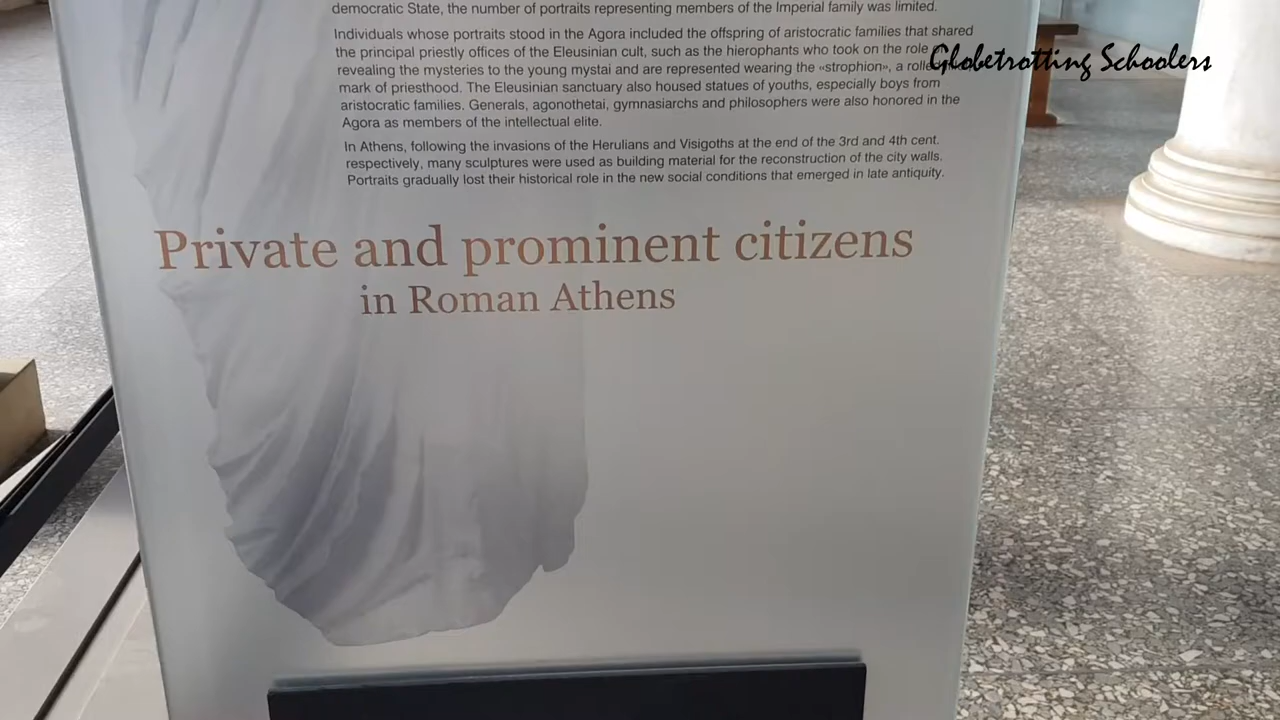 democratic State, the number of portraits representing members of the Imperial family was limited.
Individuals whose portraits stood in the Agora included the offspring of aristocratic families that shared
the principal priestly offices of the Eleusinian cult, such as the hierophants who took on the role
revealing the mysteries to the young mystai and are represented wearing the «strophion», a
mark of priesthood. The Eleusinian sanctuary also housed statues of youths, especially boys from
aristocratic families. Generals, agonothetai, gymnasiarchs and philosophers were also honored in the
Agora as members of the intellectual elite.
In Athens, following the invasions of the Herulians and Visigoths at the end of the 3rd and 4th cent.
respectively, many sculptures were used as building material for the reconstruction of the city walls.
Portraits gradually lost their historical role in the new social conditions that emerged in late antiquity.
Private and prominent citizens
in Roman Athens
Globetrotting Schoolers